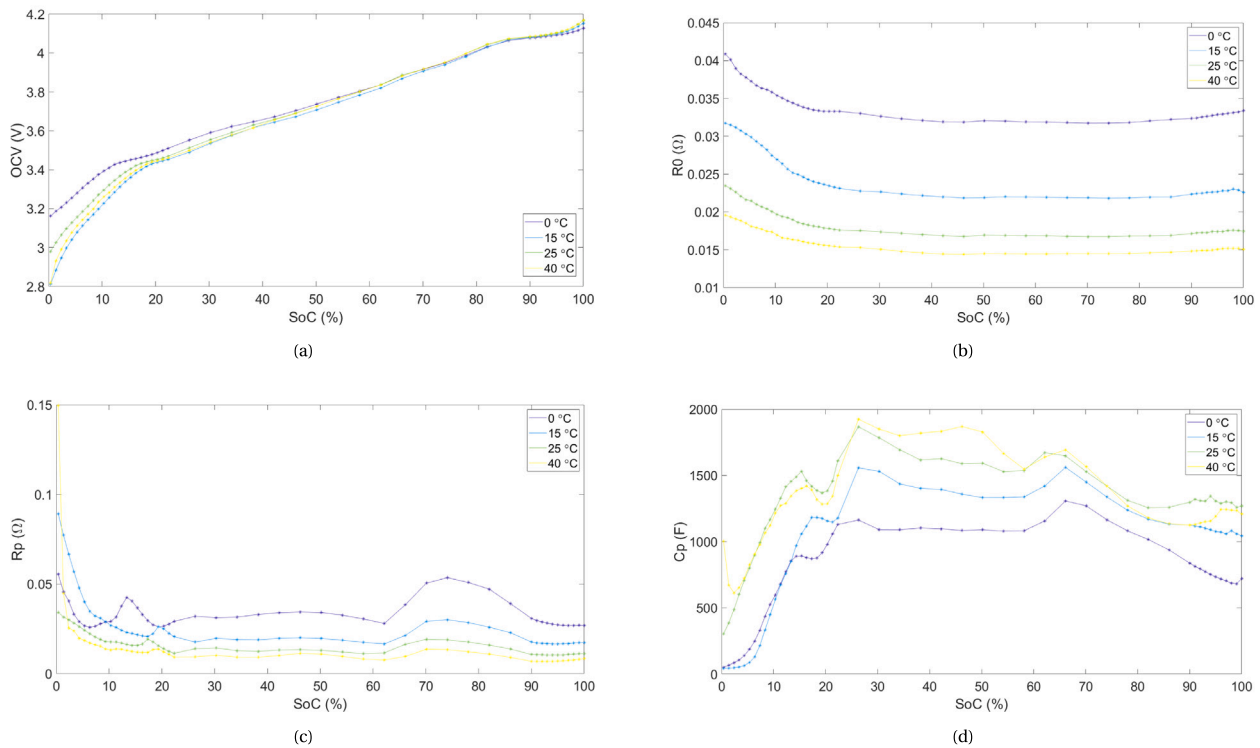 4.2
4
3.8
3.6
3.4
3.2
3
2.8
OCV (V)
0 10 20 30 40 50 60 70 80 90 100
SoC (%)
0 °C
15 °C
25 °C
40 °C
(a)
0.045
0.04
0.035
0.03
0.025
0.02
0.015
0.01
R0 (Ω)
0 10 20 30 40 50 60 70 80 90 100
SoC (%)
0 °C
15 °C
25 °C
40 °C
(b)
0.15
0.1
0.05
0
Rp (Ω)
0 10 20 30 40 50 60 70 80 90 100
SoC (%)
0 °C
15 °C
25 °C
40 °C
(c)
2000
1500
1000
500
0
Cp (F)
0 10 20 30 40 50 60 70 80 90 100
SoC (%)
0 °C
15 °C
25 °C
40 °C
(d)